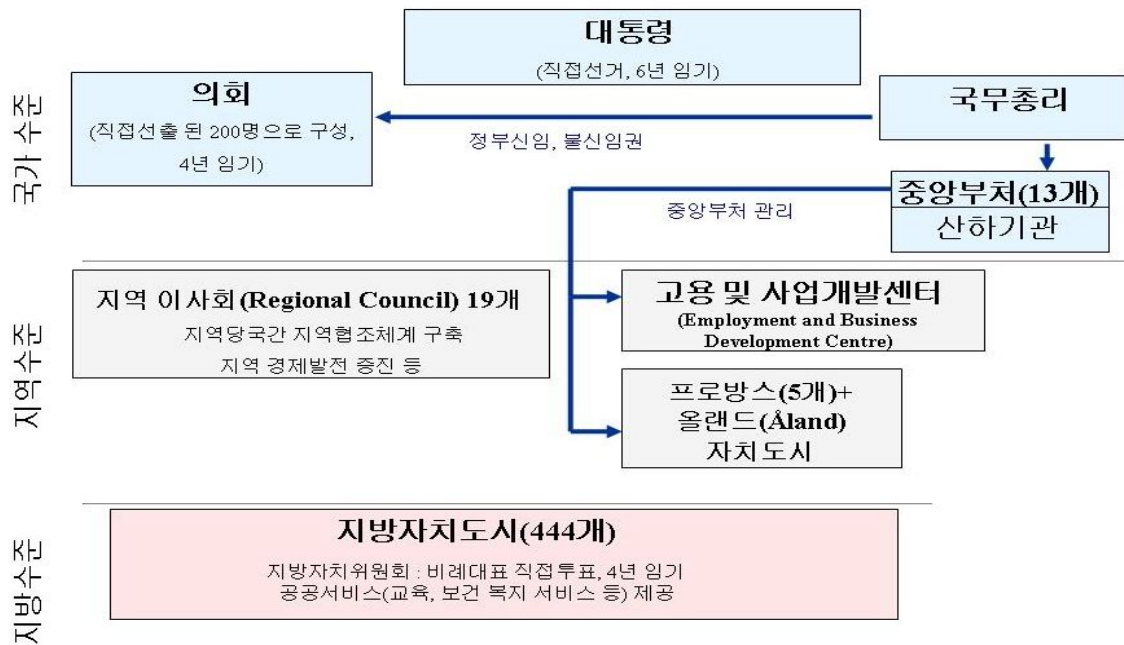 대통령
(직접선거, 6년 임기)
의회
(직접선출 된 200명으로 구성,
4년 임기)
국무총리
정부신임, 불신임권
중앙부처(13개)
산하기관
중앙부처 관리
국가 수준
지역 이사회(Regional Council) 19개
지역당국간 지역협조체계 구축
지역 경제발전 증진 등
고용 및 사업개발센터
(Employment and Business
Development Centre)
프로방스(5개)+
올랜드(Åland)
자치도시
지역수준
지방자치도시(444개)
지방자치위원회 : 비례대표 직접투표, 4년 임기
공공서비스(교육, 보건 복지 서비스 등) 제공
지방수준